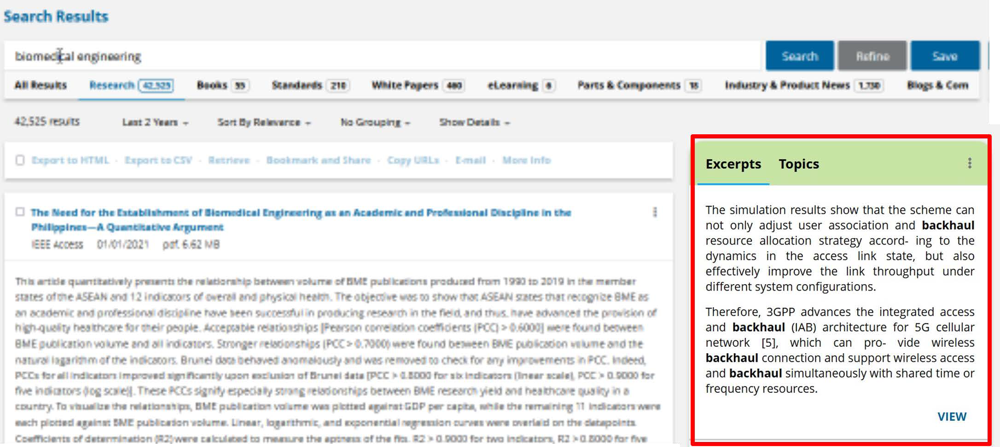 Search Results
biomedical engineering
Search Refine Save
All Results Research 42,525 Books Standards 210 White Papers eLearning Parts & Components Industry & Product News 1,730 Blogs & Com
42,525 results Last 2 Years Sort By Relevance No Grouping Show Details
Export to HTML - Export to CSV - Retrieve - Bookmark and Share - Copy URLs - E-mail - More Info
The Need for the Establishment of Biomedical Engineering as an Academic and Professional Discipline in the
Philippines—A Quantitative Argument
IEEE Access 01/01/2021 pdf, 6.62 MB
This article quantitatively presents the relationship between volume of BME publications produced from 1990 to 2019 in the member
states of the ASEAN and 12 indicators of overall and physical health. The objective was to show that ASEAN states that recognize BME as
an academic and professional discipline have been successful in producing research in the field, and thus, have advanced the provision of
high-quality healthcare for their people. Acceptable relationships [Pearson correlation coefficients (PCC) > 0.6000] were found between
BME publication volume and all indicators. Stronger relationships (PCC > 0.7000) were found between BME publication volume and the
natural logarithm of the indicators. Brunei data behaved anomalously and was removed to check for any improvements in PCC. Indeed,
PCCs for all indicators improved significantly upon exclusion of Brunei data [PCC > 0.8000 for six indicators (linear scale), PCC > 0.9000 for
five indicators (log scale)]. These PCCs signify especially strong relationships between BME research yield and healthcare quality in a
country. To visualize the relationships, BME publication volume was plotted against GDP per capita, while the remaining 11 indicators were
each plotted against BME publication volume. Linear, logarithmic, and exponential regression curves were overlaid on the datapoints.
Coefficients of determination (R2) were calculated to measure the aptness of the fits. R2 > 0.9000 for two indicators, R2 > 0.8000 for five
Excerpts Topics
The simulation results show that the scheme can
not only adjust user association and backhaul
resource allocation strategy accord- ing to the
dynamics in the access link state, but also
effectively improve the link throughput under
different system configurations.
Therefore, 3GPP advances the integrated access
and backhaul (IAB) architecture for 5G cellular
network [5], which can pro- vide wireless
backhaul connection and support wireless access
and backhaul simultaneously with shared time or
frequency resources.
VIEW